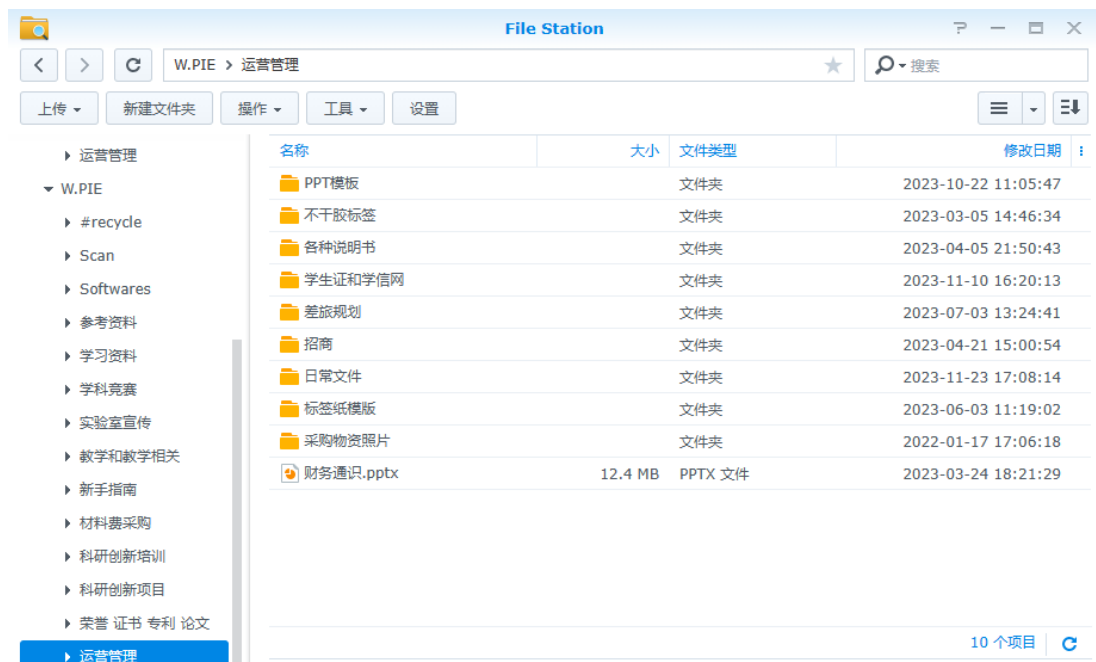 File Station
W.PIE > 运营管理
搜索
上传 新建文件夹 操作 工具 设置
运营管理
W.PIE
#recycle
Scan
Softwares
参考资料
学习资料
学科竞赛
实验室宣传
教学和教学相关
新手指南
材料费采购
科研创新培训
科研创新项目
荣誉 证书 专利 论文
运营管理
名称 大小 文件类型 修改日期
PPT模板 文件夹 2023-10-22 11:05:47
不干胶标签 文件夹 2023-03-05 14:46:34
各种说明书 文件夹 2023-04-05 21:50:43
学生证和学信网 文件夹 2023-11-10 16:20:13
差旅规划 文件夹 2023-07-03 13:24:41
招商 文件夹 2023-04-21 15:00:54
日常文件 文件夹 2023-11-23 17:08:14
标签纸模版 文件夹 2023-06-03 11:19:02
采购物资照片 文件夹 2022-01-17 17:06:18
财务通识.pptx 12.4 MB PPTX 文件 2023-03-24 18:21:29
10 个项目